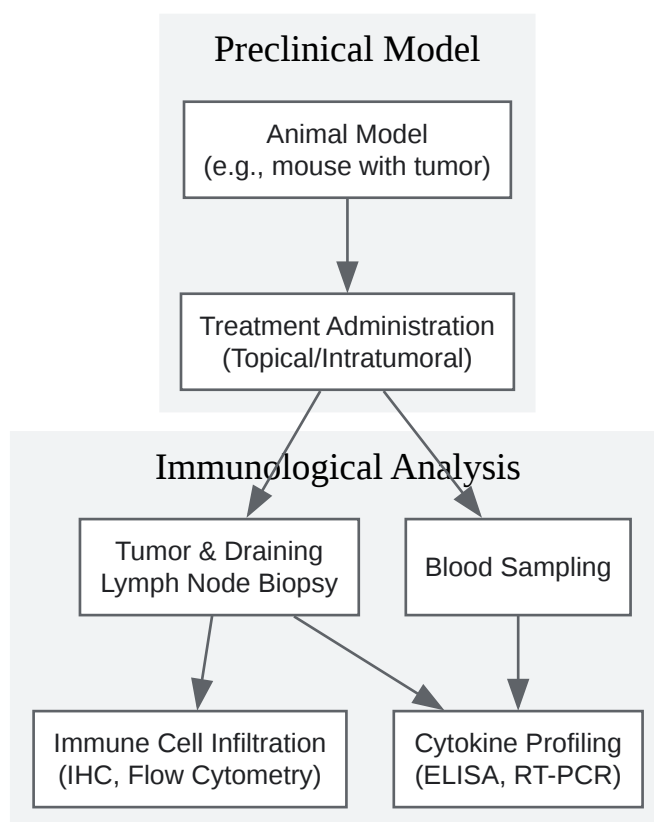 Preclinical Model
Animal Model
(e.g., mouse with tumor)
Treatment Administration
(Topical/Intratumoral)
Immunological Analysis
Tumor & Draining
Lymph Node Biopsy
Blood Sampling
Immune Cell Infiltration
(IHC, Flow Cytometry)
Cytokine Profiling
(ELISA, RT-PCR)